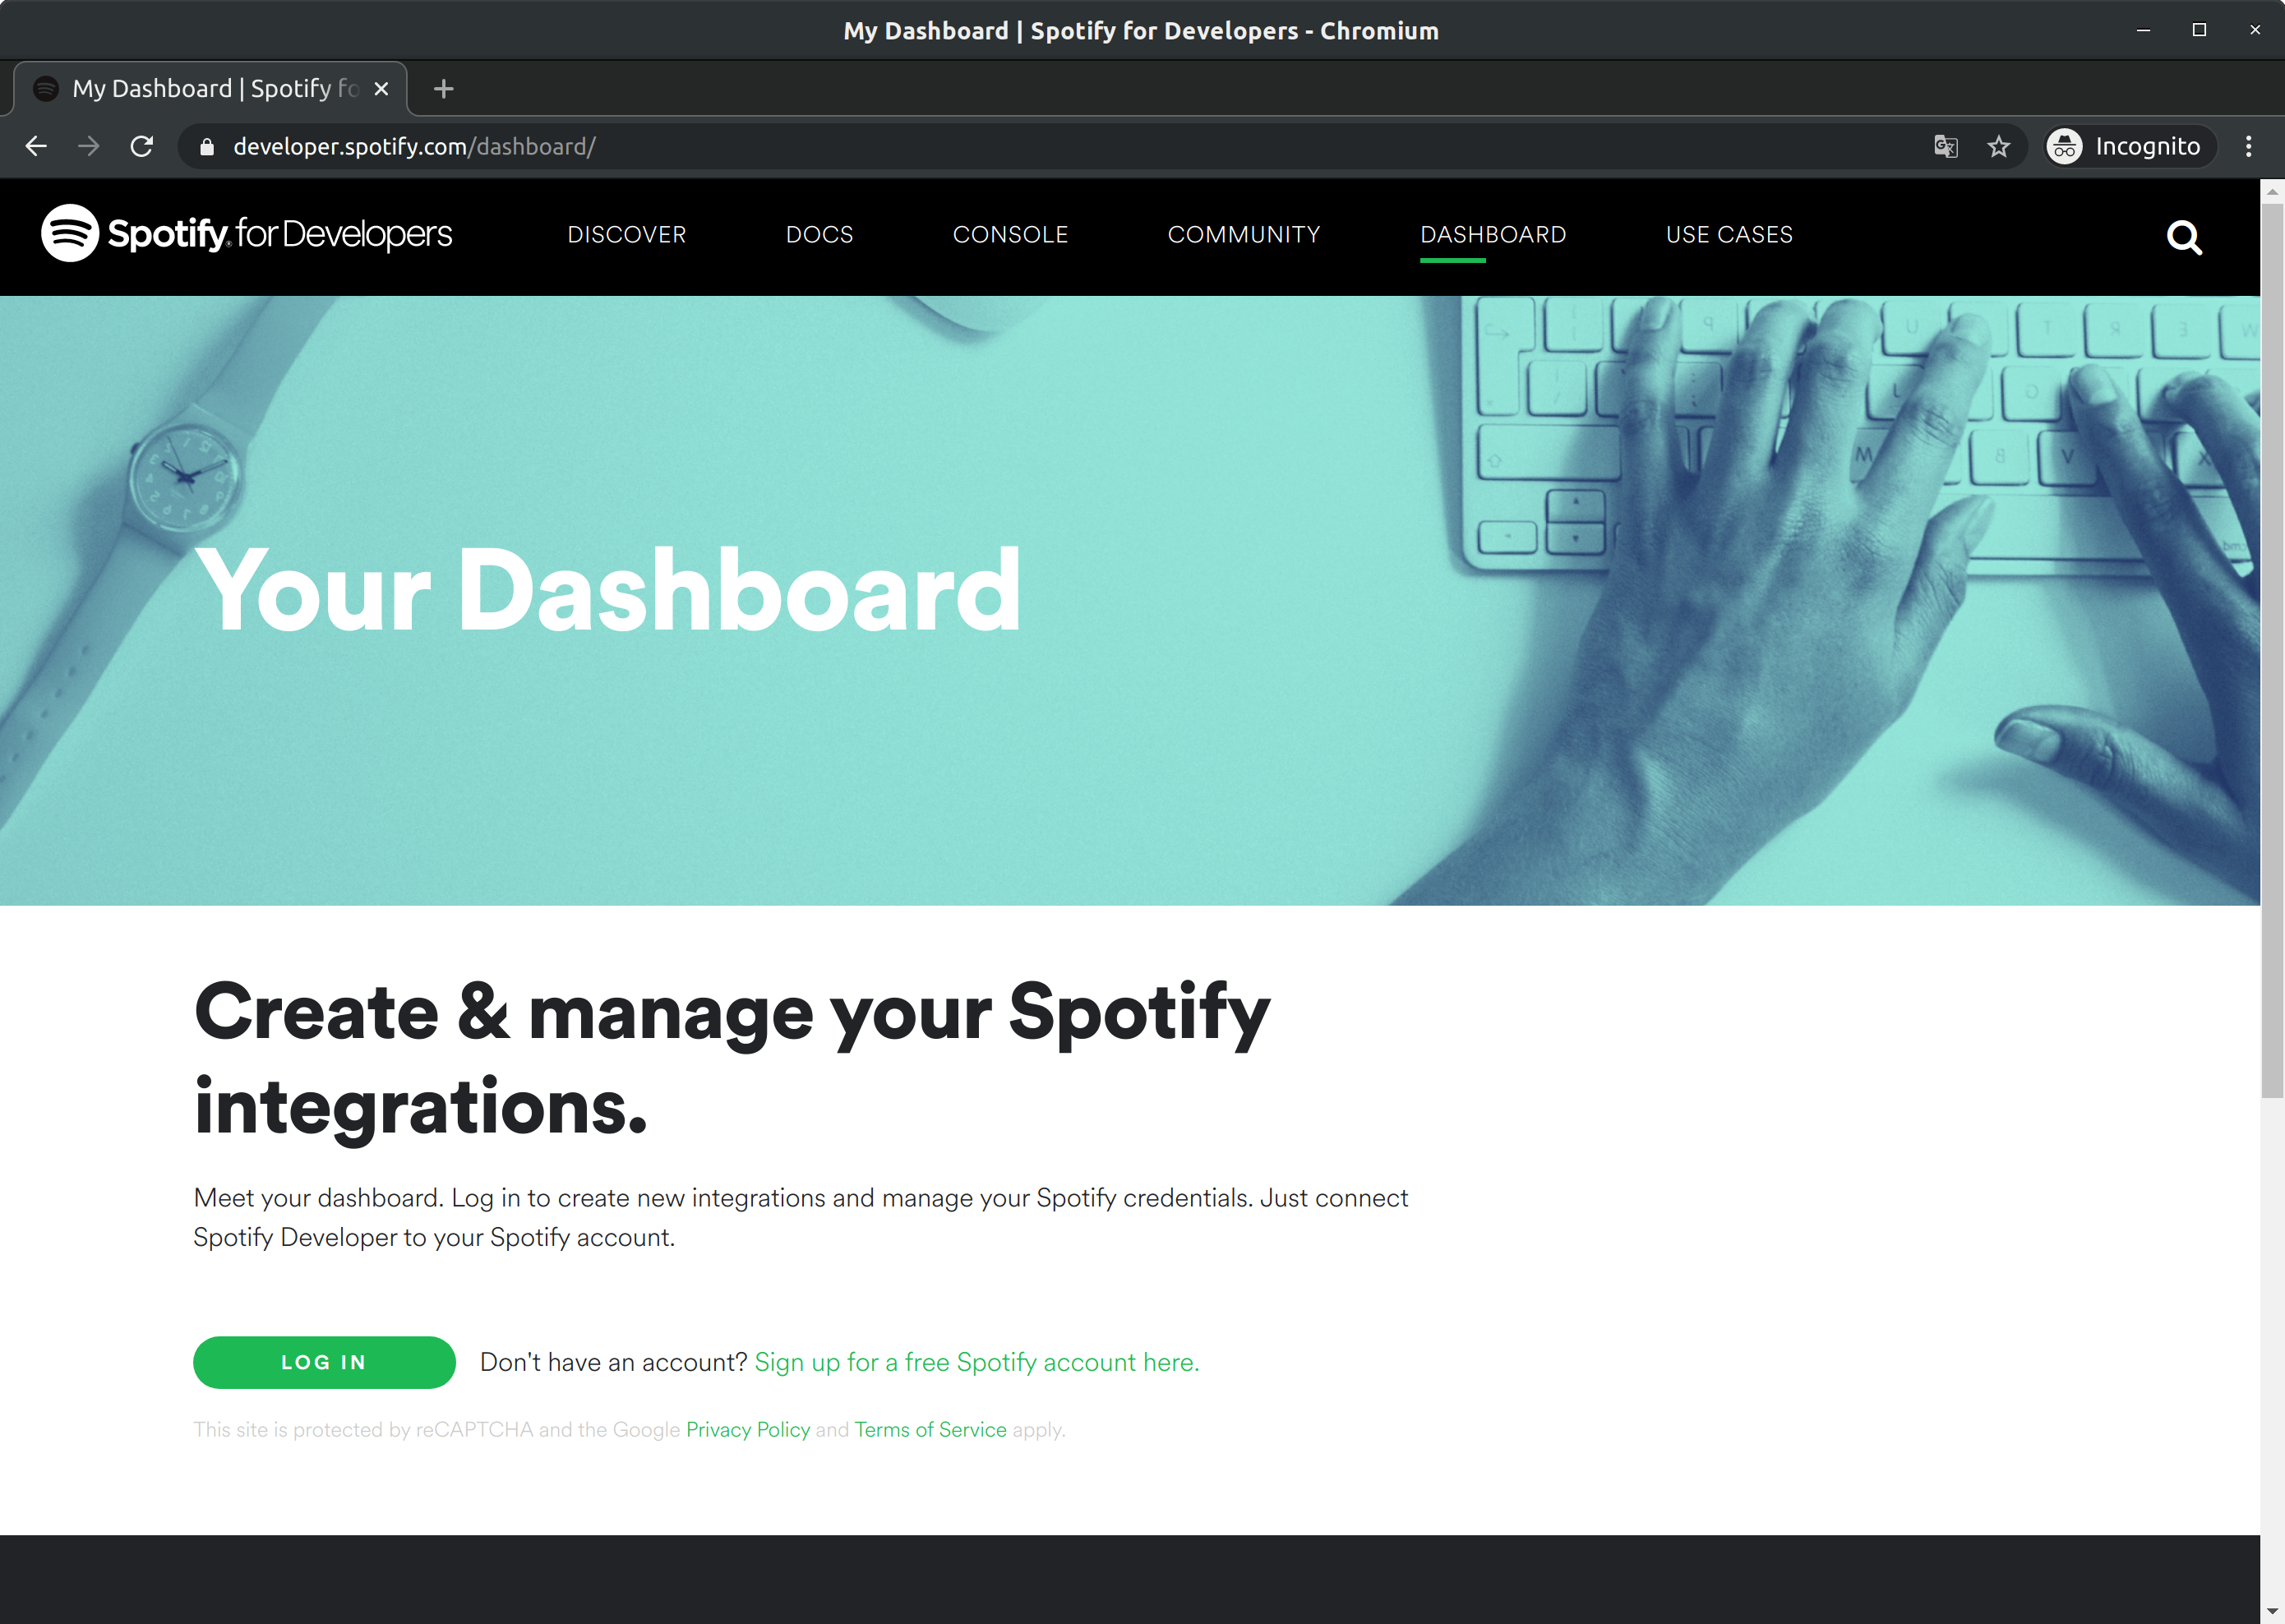 My Dashboard | Spotify for Developers - Chromium
My Dashboard | Spotify fo
developer.spotify.com/dashboard/
Incognito
Spotify for Developers
DISCOVER
DOCS
CONSOLE
COMMUNITY
DASHBOARD
USE CASES
Your Dashboard
Create & manage your Spotify
integrations.
Meet your dashboard. Log in to create new integrations and manage your Spotify credentials. Just connect
Spotify Developer to your Spotify account.
LOG IN
Don't have an account? Sign up for a free Spotify account here.
This site is protected by reCAPTCHA and the Google Privacy Policy and Terms of Service apply.